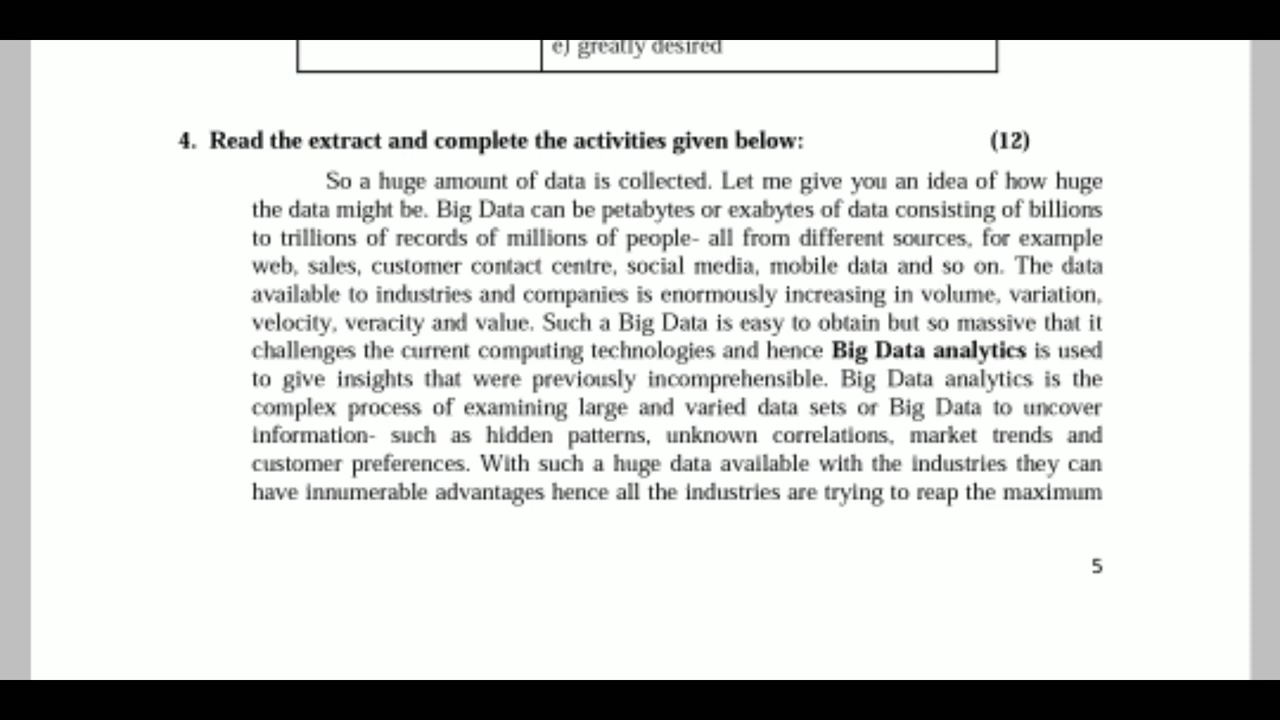 e) greatly desired
4. Read the extract and complete the activities given below: (12)
So a huge amount of data is collected. Let me give you an idea of how huge
the data might be. Big Data can be petabytes or exabytes of data consisting of billions
to trillions of records of millions of people- all from different sources, for example
web, sales, customer contact centre, social media, mobile data and so on. The data
available to industries and companies is enormously increasing in volume, variation,
velocity, veracity and value. Such a Big Data is easy to obtain but so massive that it
challenges the current computing technologies and hence Big Data analytics is used
to give insights that were previously incomprehensible. Big Data analytics is the
complex process of examining large and varied data sets or Big Data to uncover
information- such as hidden patterns, unknown correlations, market trends and
customer preferences. With such a huge data available with the industries they can
have innumerable advantages hence all the industries are trying to reap the maximum
5